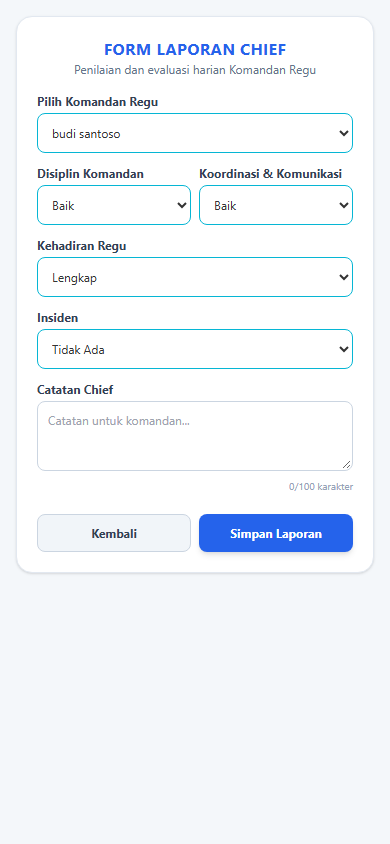 FORM LAPORAN CHIEF
Penilaian dan evaluasi harian Komandan Regu
Pilih Komandan Regu
budi santoso
Disiplin Komandan
Baik
Koordinasi & Komunikasi
Baik
Kehadiran Regu
Lengkap
Insiden
Tidak Ada
Catatan Chief
Catatan untuk komandan...
0/100 karakter
Kembali
Simpan Laporan